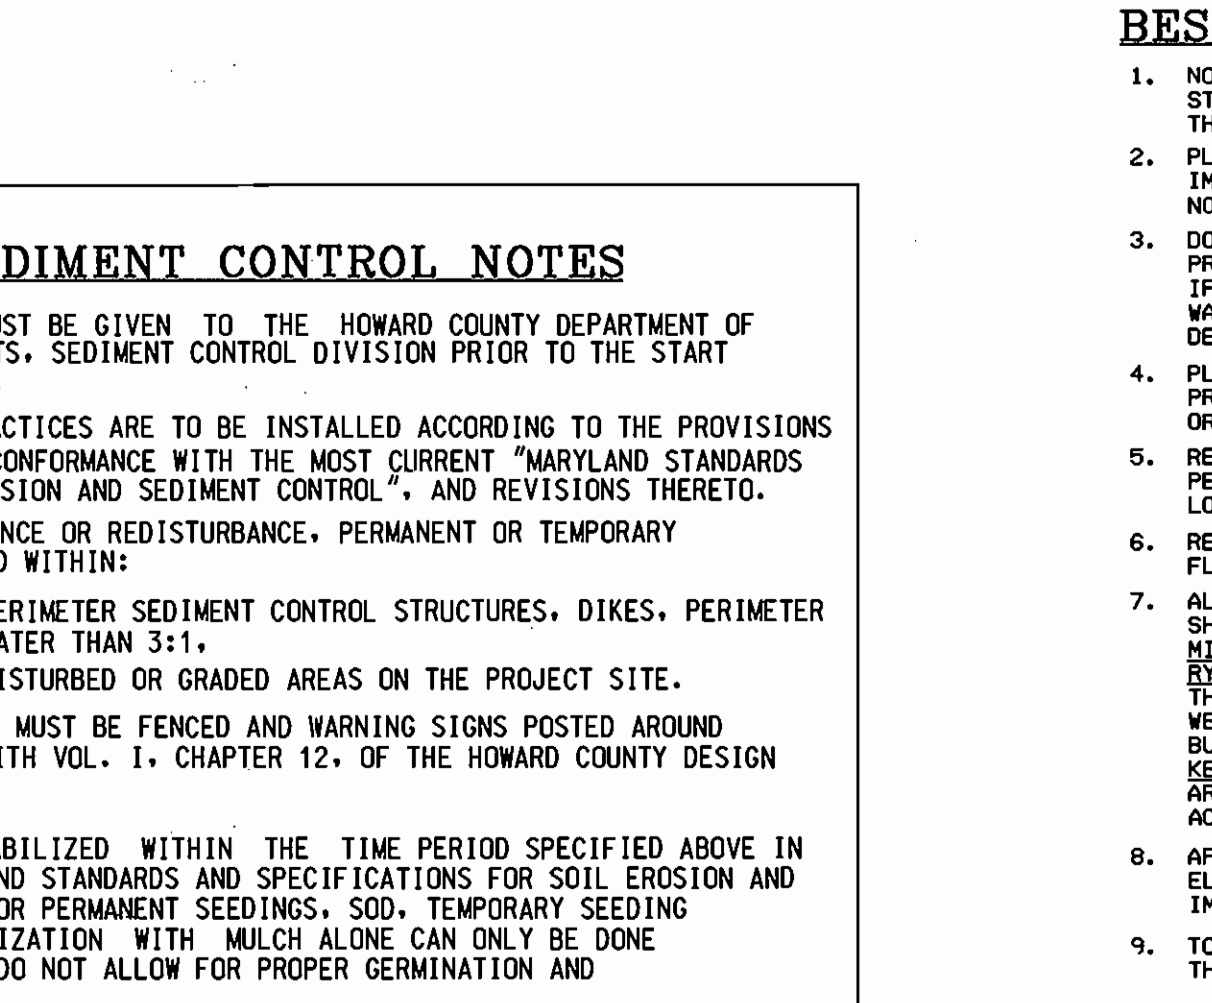 DIMENT CONTROL NOTES
UST BE GIVEN TO THE HOWARD COUNTY DEPARTMENT OF
TS, SEDIMENT CONTROL DIVISION PRIOR TO THE START
ACTICES ARE TO BE INSTALLED ACCORDING TO THE PROVISIONS
CONFORMANCE WITH THE MOST CURRENT "MARYLAND STANDARDS
SION AND SEDIMENT CONTROL", AND REVISIONS THERETO.
NCE OR REDISTURBANCE, PERMANENT OR TEMPORARY
D WITHIN:
ERIMETER SEDIMENT CONTROL STRUCTURES, DIKES, PERIMETER
ATER THAN 3:1,
ISTURBED OR GRADED AREAS ON THE PROJECT SITE.
MUST BE FENCED AND WARNING SIGNS POSTED AROUND
ITH VOL. I, CHAPTER 12, OF THE HOWARD COUNTY DESIGN
ABILIZED WITHIN THE TIME PERIOD SPECIFIED ABOVE IN
ND STANDARDS AND SPECIFICATIONS FOR SOIL EROSION AND
OR PERMANENT SEEDINGS, SOD, TEMPORARY SEEDING
IZATION WITH MULCH ALONE CAN ONLY BE DONE
DO NOT ALLOW FOR PROPER GERMINATION AND
BES
1. NO
ST
TH
2. PL
IM
NO
3. DO
PR
IF
WA
DE
4. PL
PR
OR
5. RE
PE
LO
6. RE
FL
7. AL
SH
MI
RY
TH
WE
BU
KE
AR
AC
8. AF
EL
IM
9. TO
TH